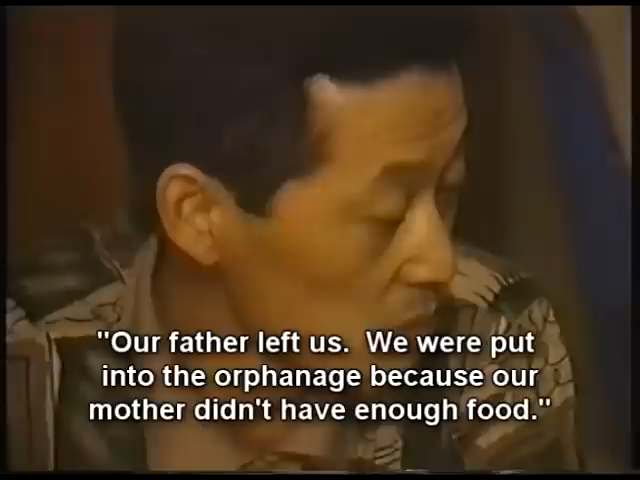 "Our father left us.  We were put
into the orphanage because our
mother didn't have enough food."